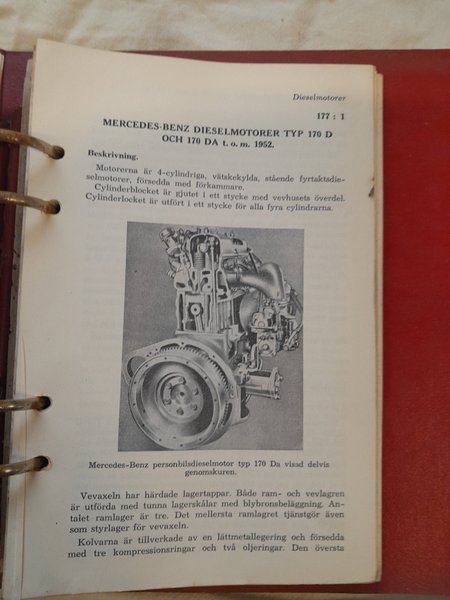 Dieselmotorer
177 : 1
MERCEDES-BENZ DIESELMOTORER TYP 170 D
OCH 170 DA t. o. m. 1952.
Beskrivning.
Motorerna är 4-cylindriga, vätskekylda, stående fyrtaktsdie-
selmotorer, försedda med förkammare.
Cylinderblocket är gjutet i ett stycke med vevhusets överdel.
Cylinderlocket är utfört i ett stycke för alla fyra cylindrarna.
Mercedes-Benz personbilsdieselmotor typ 170 Da visad delvis
genomskuren.
Vevaxeln har härdade lagertappar. Både ram- och vevlagren
är utförda med tunna lagerskålar med blybronsbeläggning. An-
talet ramlager är tre. Det mellersta ramlagret tjänstgör även
som styrlager för vevaxeln.
Kolvarna är tillverkade av en lättmetallegering och försedda
med tre kompressionsringar och två oljeringar. Den översta